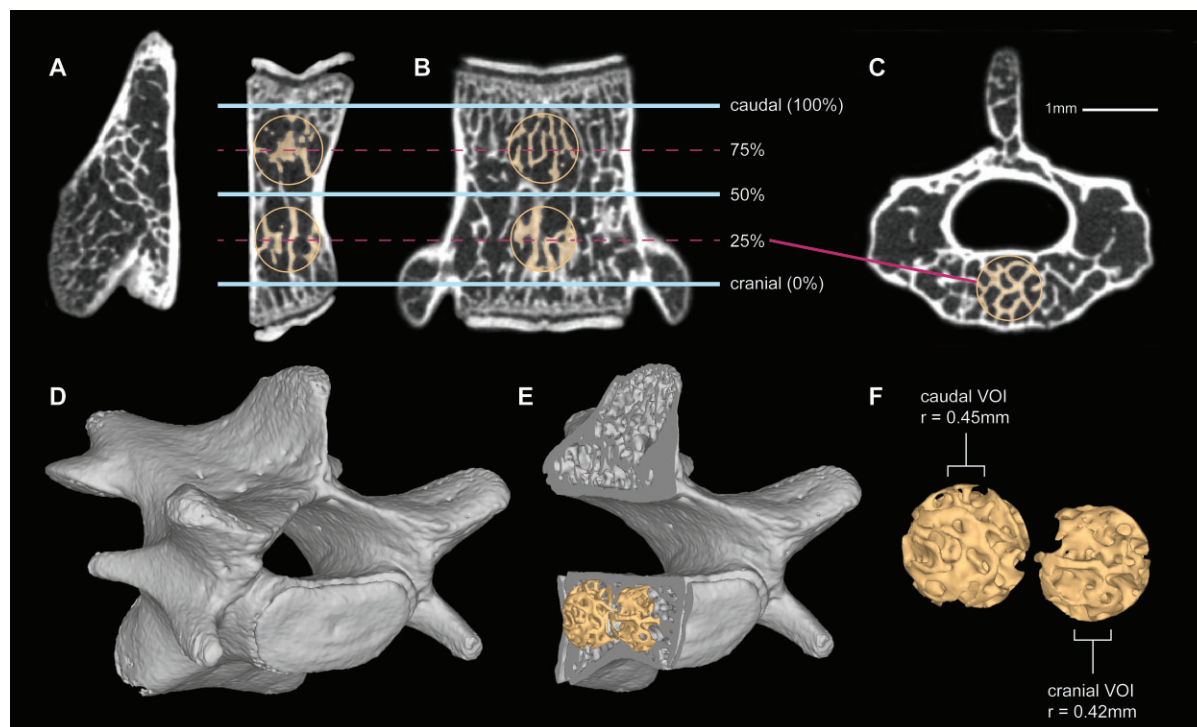 A
B
C
caudal (100%)
75%
50%
25%
cranial (0%)
1mm
D
E
F
caudal VOI
r = 0.45mm
cranial VOI
r = 0.42mm